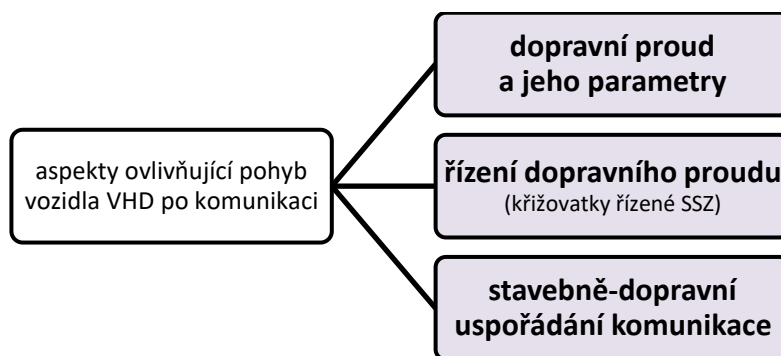 dopravní proud
a jeho parametry
aspekty ovlivňující pohyb
vozidla VHD po komunikaci
řízení dopravního proudu
(křižovatky řízené SSZ)
stavebně-dopravní
uspořádání komunikace